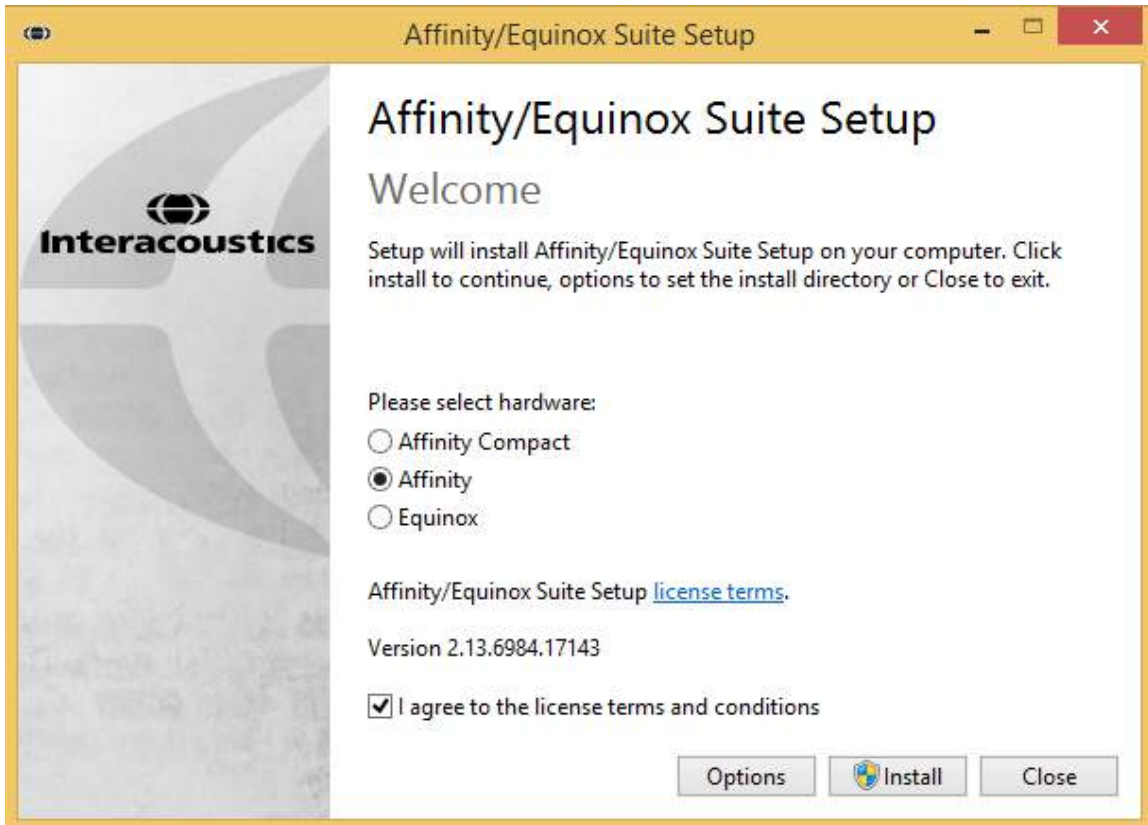 Affinity/Equinox Suite Setup
Affinity/Equinox Suite Setup
Welcome
Interacoustics
Setup will install Affinity/Equinox Suite Setup on your computer. Click
install to continue, options to set the install directory or Close to exit.
Please select hardware:
Affinity Compact
Affinity
Equinox
Affinity/Equinox Suite Setup license terms.
Version 2.13.6984.17143
I agree to the license terms and conditions
Options
Install
Close